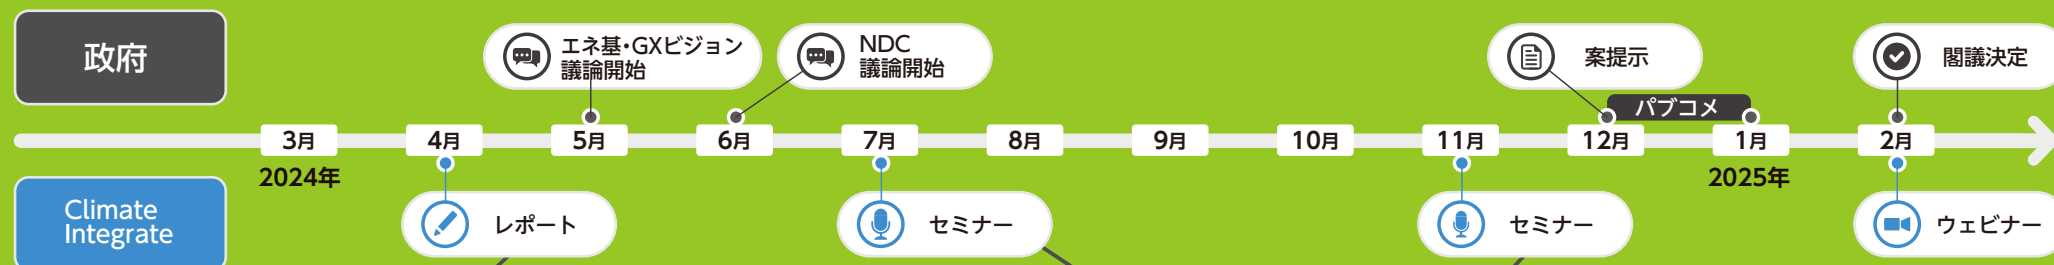 政府
エネ基・GXビジョン
議論開始
NDC
議論開始
案提示
閣議決定
パブコメ
3月
4月
5月
6月
7月
8月
9月
10月
11月
12月
1月
2月
2024年
2025年
Climate
Integrate
レポート
セミナー
セミナー
ウェビナー